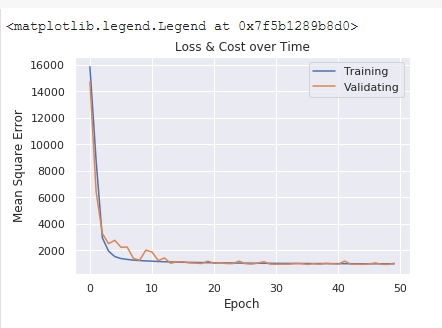 <matplotlib.legend.Legend at 0x7f5b1289b8d0>
Loss & Cost over Time
Training
Validating
Mean Square Error
16000
14000
12000
10000
8000
6000
4000
2000
0 10 20 30 40 50
Epoch